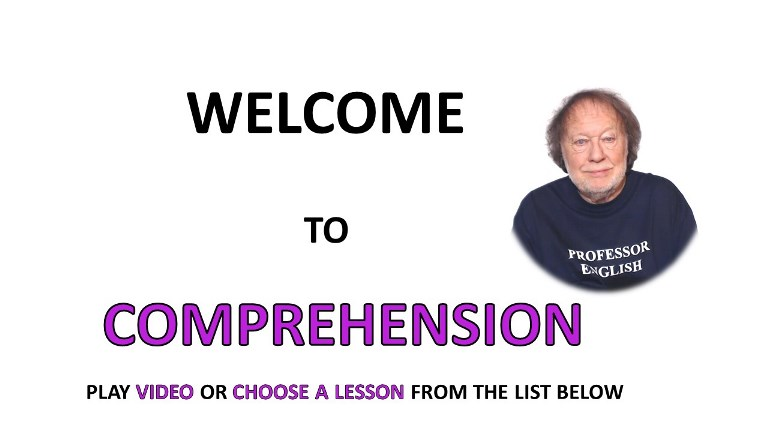 WELCOME
TO
COMPREHENSION
PROFESSOR
ENGLISH
PLAY VIDEO OR CHOOSE A LESSON FROM THE LIST BELOW